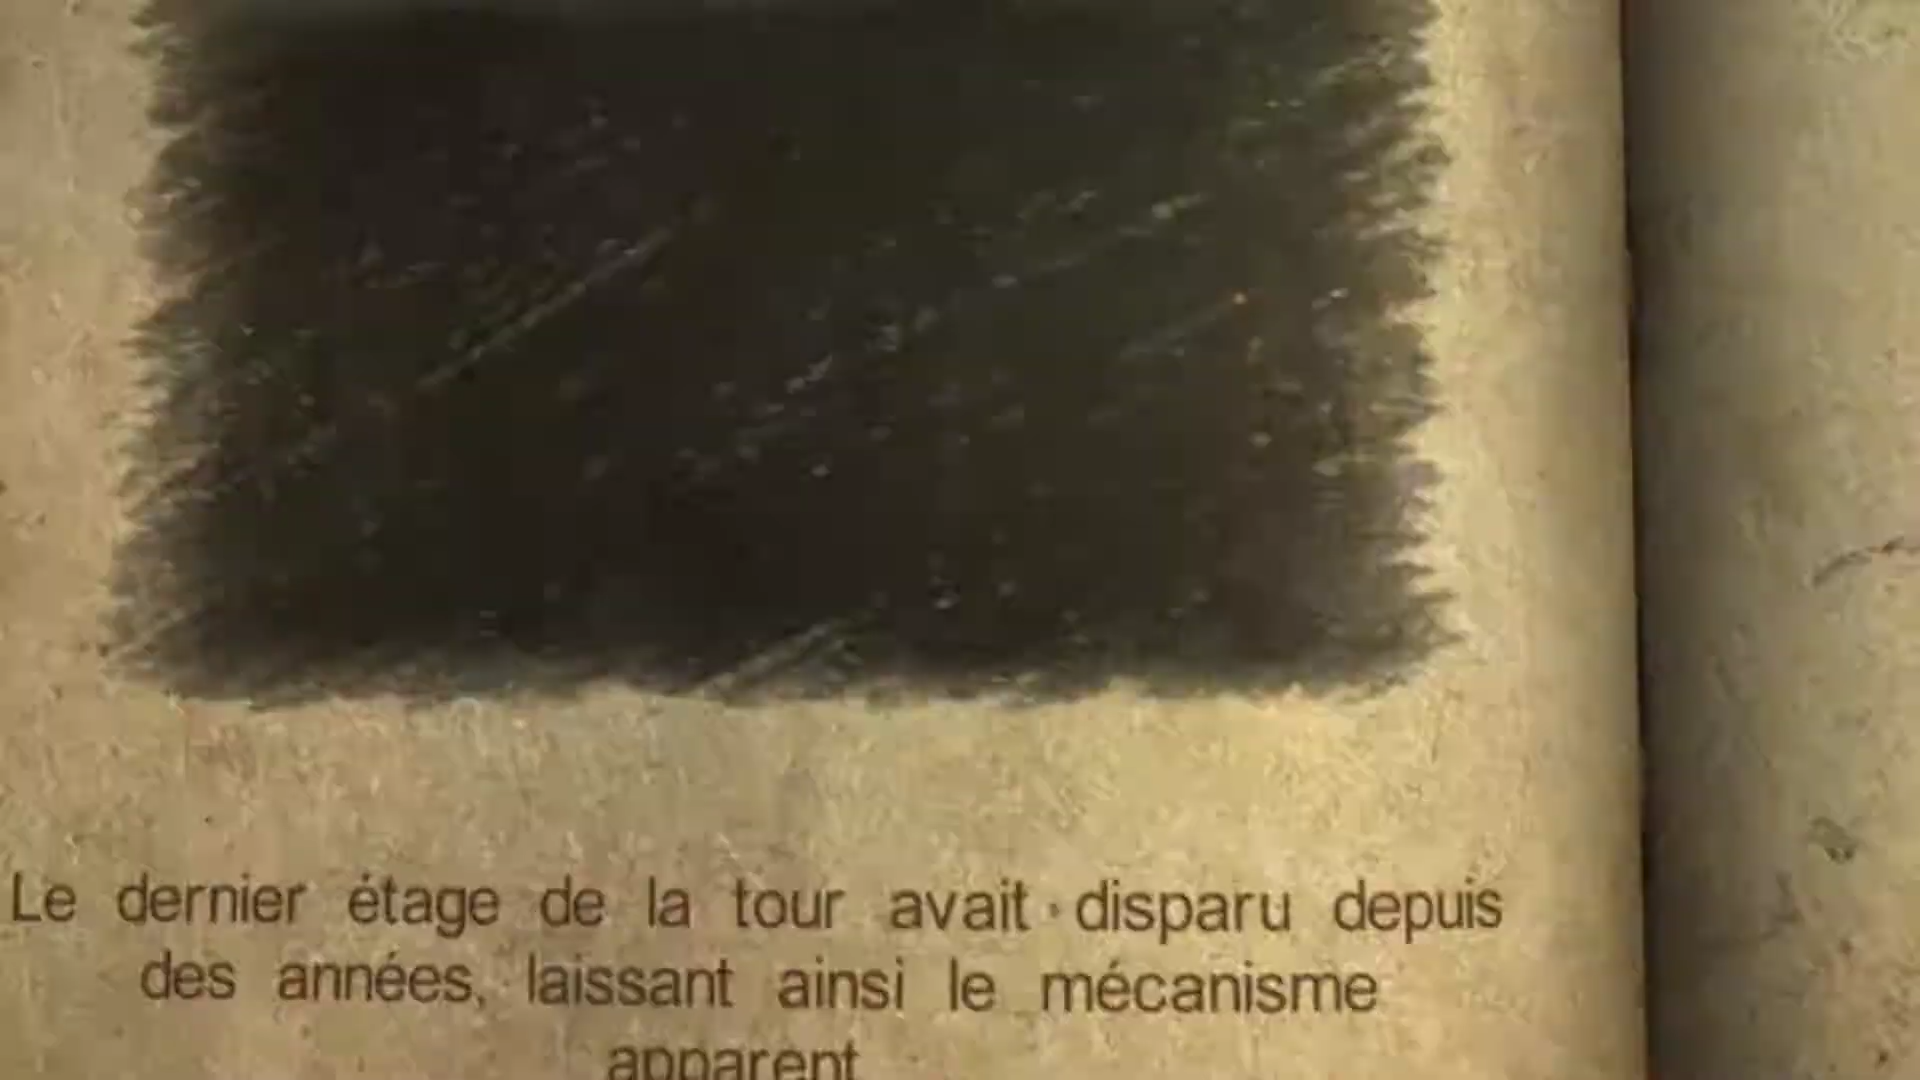 Le dernier étage de la tour avait disparu depuis
des années, laissant ainsi le mécanisme
apparent